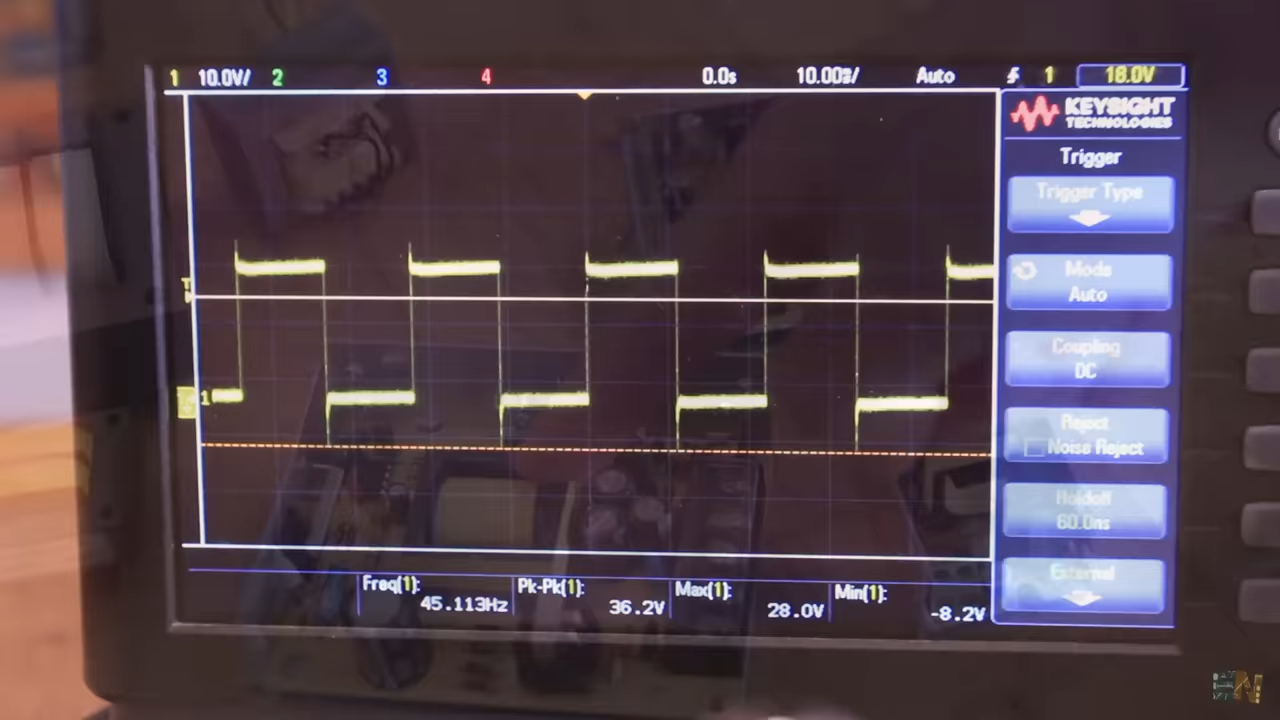 1 10.0V/ 2 3 4 0.0s 10.00ms/ Auto 1 18.0V
KEYSIGHT
TECHNOLOGIES
Trigger
Trigger Type
Mode
Auto
Coupling
DC
Reject
Noise Reject
Holdoff
60.0ns
External
T
1
Freq(1):
45.113Hz
Pk-Pk(1):
36.2V
Max(1):
28.0V
Min(1):
-8.2V
EN